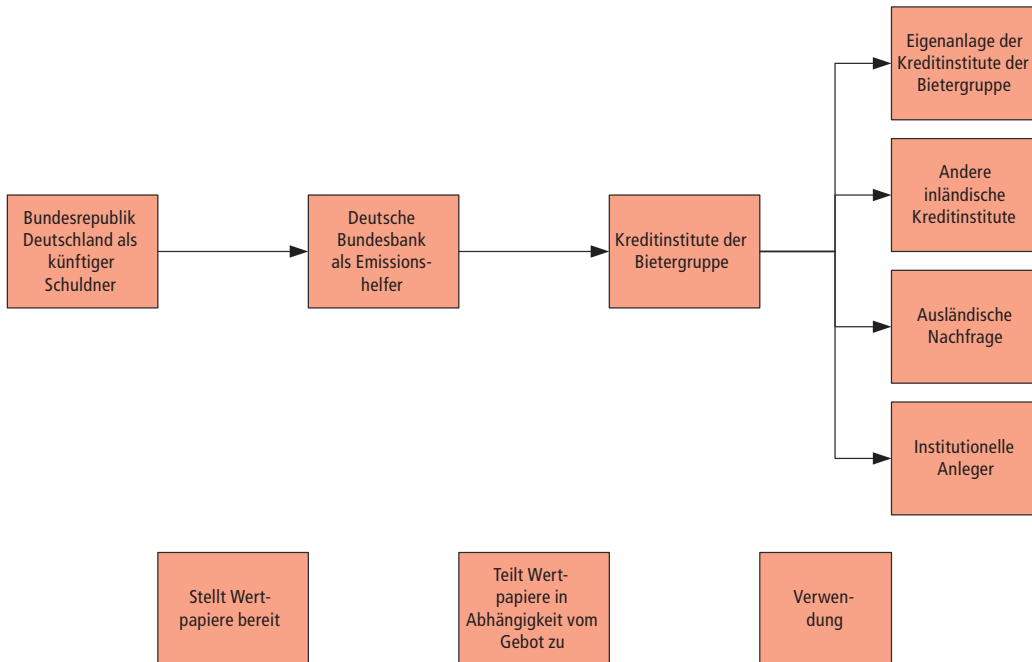 Bundesrepublik
Deutschland als
künftiger
Schuldner
Deutsche
Bundesbank
als Emissions-
helfer
Kreditinstitute der
Bietergruppe
Eigenanlage der
Kreditinstitute der
Bietergruppe
Andere
inländische
Kreditinstitute
Ausländische
Nachfrage
Institutionelle
Anleger
Stellt Wert-
papiere bereit
Teilt Wert-
papiere in
Abhängigkeit vom
Gebot zu
Verwen-
dung